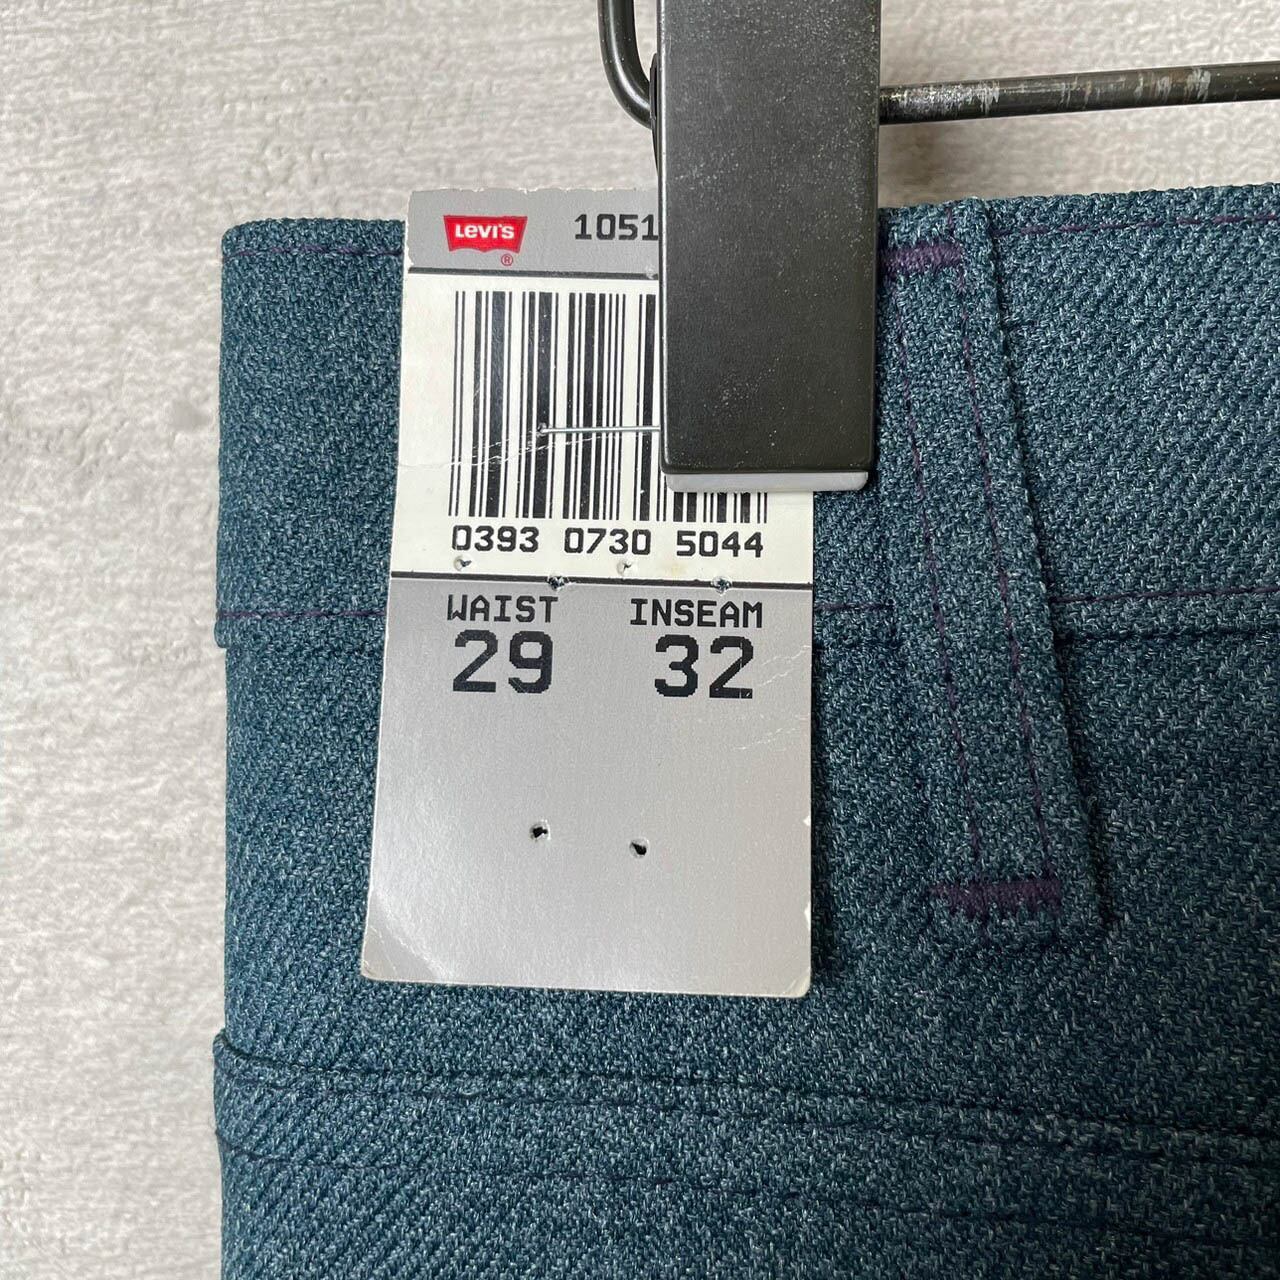 LEVI'S 1051
®
0393 0730 5044
WAIST INSEAM
29 32